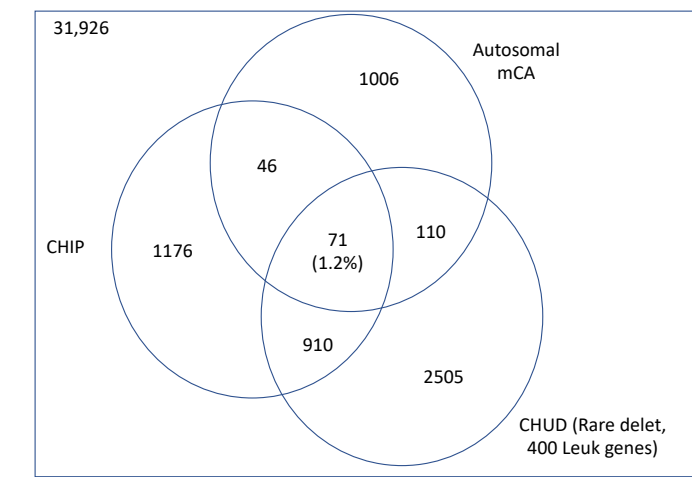 31,926
Autosomal
mCA
1006
46
CHIP
1176
71
(1.2%)
110
910
2505
CHUD (Rare delet,
400 Leuk genes)